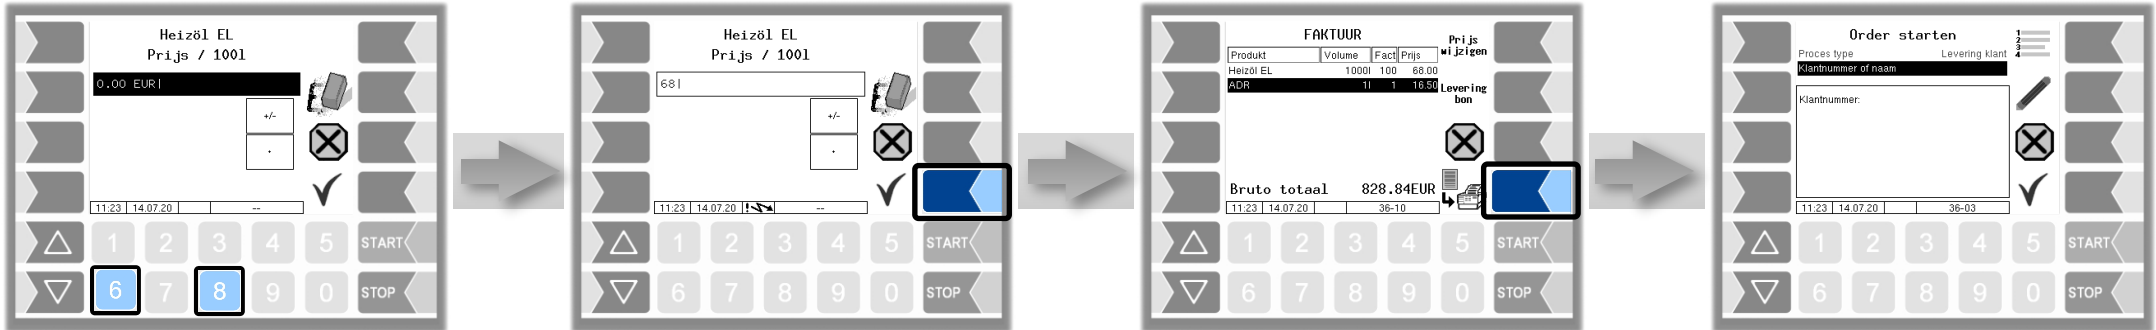 Heizöl EL
Prijs / 100l
0.00 EUR
+/-
.
11:23 14.07.20 --
1 2 3 4 5 START
6 7 8 9 0 STOP
Heizöl EL
Prijs / 100l
68
+/-
.
11:23 14.07.20 --
1 2 3 4 5 START
6 7 8 9 0 STOP
FAKTUUR
Prijs
wijzigen
Produkt Volume Fact Prijs
Heizöl EL 1000l 100 68.00
ADR 1l 1 16.50
Levering
bon
Bruto totaal 828.84EUR
11:23 14.07.20 36-10
1 2 3 4 5 START
6 7 8 9 0 STOP
Order starten
1
2
3
4
Proces type Levering klant
Klantnummer of naam
Klantnummer:
11:23 14.07.20 36-03
1 2 3 4 5 START
6 7 8 9 0 STOP